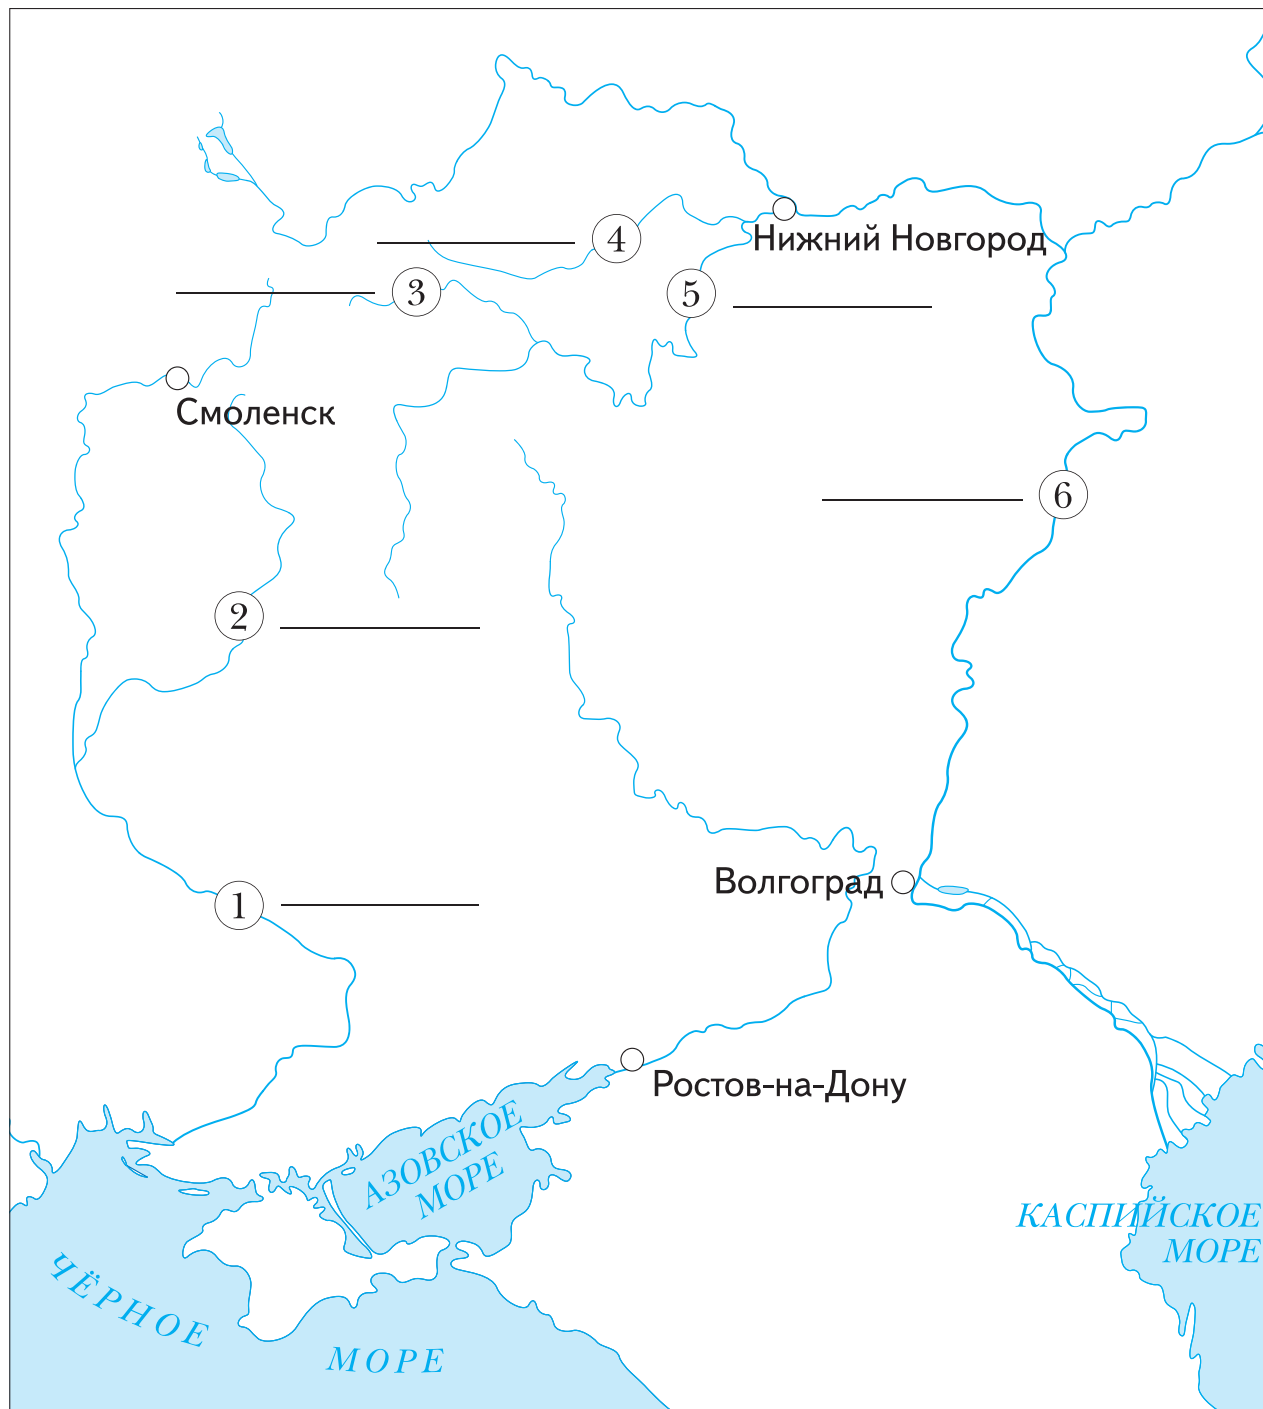 4
Нижний Новгород
3
5
Смоленск
6
2
Волгоград
1
Ростов-на-Дону
АЗОВСКОЕ
МОРЕ
КАСПИЙСКОЕ
МОРЕ
ЧЁРНОЕ
МОРЕ